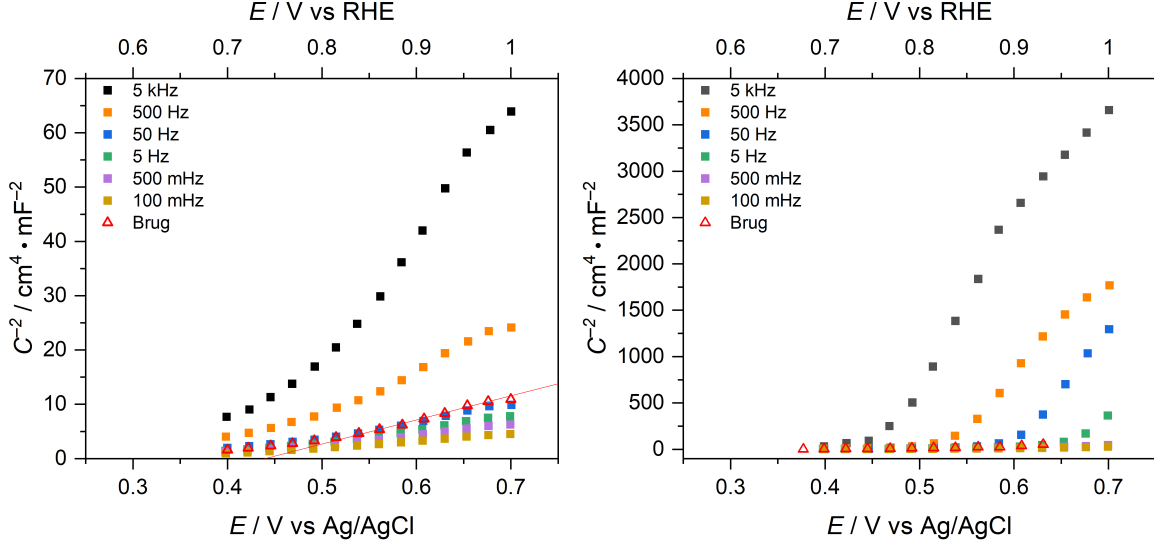 E / V vs RHE
0.6 0.7 0.8 0.9 1
70
60
50
40
30
20
10
0
C⁻² / cm⁴ • mF⁻²
5 kHz
500 Hz
50 Hz
5 Hz
500 mHz
100 mHz
Brug
0.3 0.4 0.5 0.6 0.7
E / V vs Ag/AgCl
E / V vs RHE
0.6 0.7 0.8 0.9 1
4000
3500
3000
2500
2000
1500
1000
500
0
C⁻² / cm⁴ • mF⁻²
5 kHz
500 Hz
50 Hz
5 Hz
500 mHz
100 mHz
Brug
0.3 0.4 0.5 0.6 0.7
E / V vs Ag/AgCl